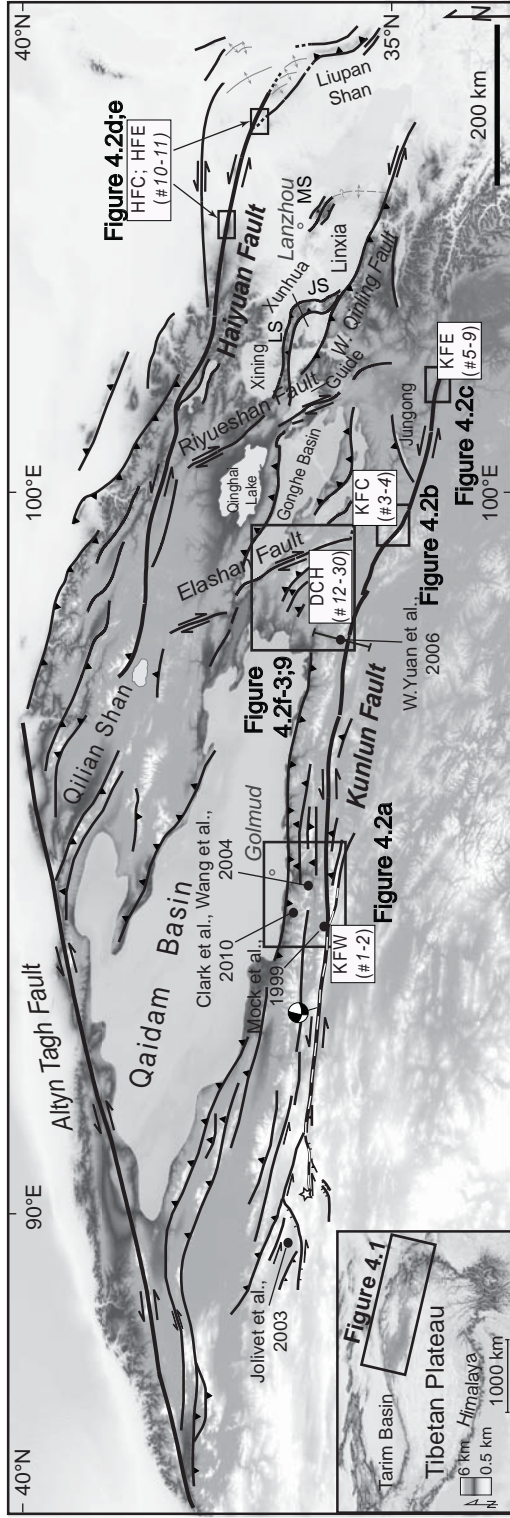 40°N
90°E
100°E
40°N
35°N
100°E
N
200 km
Altyn Tagh Fault
Qaidam Basin
Qilian Shan
Golmud
Clark et al.,
2010
Wang et al.,
2004
Mock et al.,
1999
Jolivet et al.,
2003
KFW
(#1-2)
Figure 4.2a
Kunlun Fault
Figure
4.2f-3;9
DCH
(# 12-30)
W.Yuan et al.,
2006
Elashan Fault
Qinghai
Lake
Gonghe Basin
Riyueshan Fault
Guide
KFC
(#3-4)
Figure 4.2b
Jungong
KFE
(#5-9)
Figure 4.2c
Xining
LS
Xunhua
JS
Linxia
Lanzhou
MS
W. Qinling Fault
Haiyuan Fault
Figure 4.2d;e
HFC; HFE
(#10-11)
Liupan
Shan
Figure 4.1
Tarim Basin
Tibetan Plateau
Himalaya
6 km
0.5 km
1000 km
N